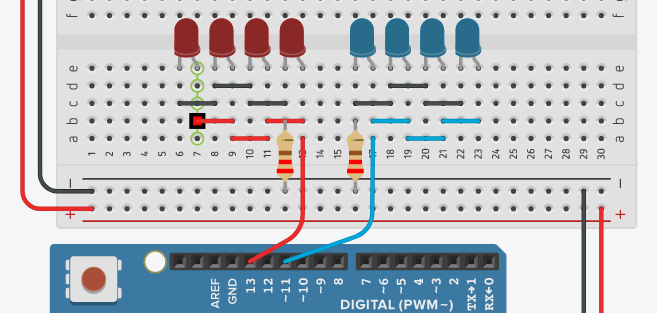 f f
e e
d d
c c
b b
a a
1 2 3 4 5 6 7 8 9 10 11 12 13 14 15 16 17 18 19 20 21 22 23 24 25 26 27 28 29 30
− −
+ +
AREF GND 13 12 ~11 ~10 ~9 8 7 ~6 ~5 4 ~3 2 TX→1 RX←0
DIGITAL (PWM~)